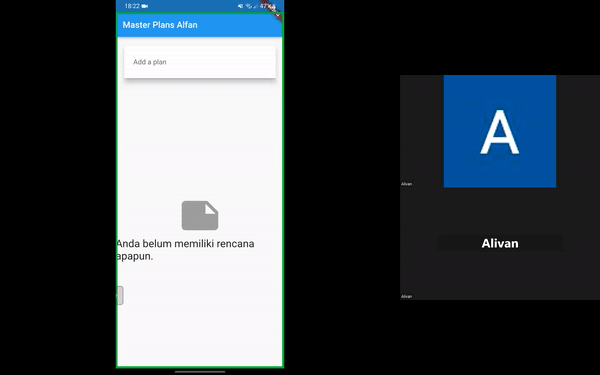 18:22
47%
Master Plans Alfan
Add a plan
Anda belum memiliki rencana
apapun.
A
Alivan
Alivan
Alivan